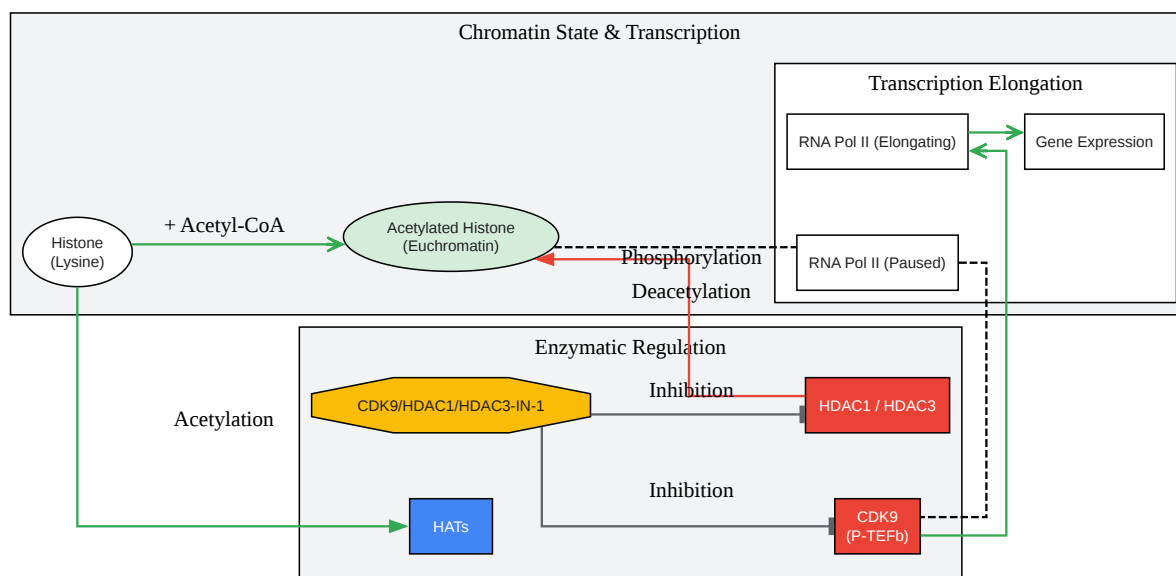 Chromatin State & Transcription
Transcription Elongation
RNA Pol II (Elongating)
Gene Expression
+ Acetyl-CoA
Histone
(Lysine)
Acetylated Histone
(Euchromatin)
Phosphorylation
RNA Pol II (Paused)
Deacetylation
Enzymatic Regulation
CDK9/HDAC1/HDAC3-IN-1
Inhibition
HDAC1 / HDAC3
Acetylation
Inhibition
HATs
CDK9
(P-TEFb)